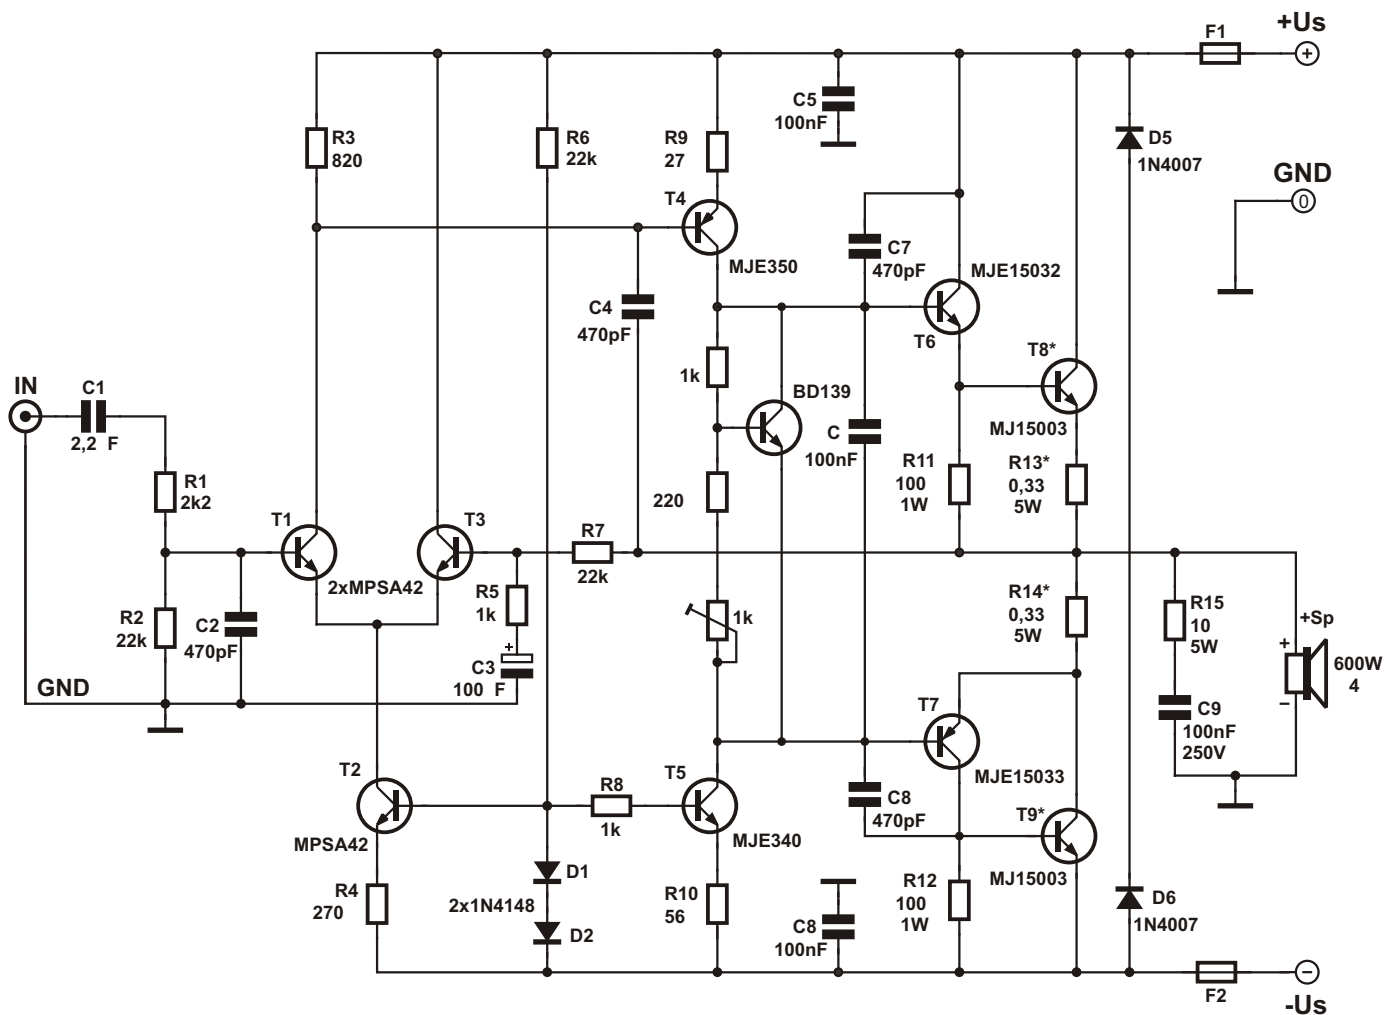 +Us
F1
+
C5
100nF
R3
820
R6
22k
R9
27
D5
1N4007
GND
0
T4
MJE350
C7
470pF
MJE15032
C4
470pF
T6
T8*
1k
BD139
IN
C1
2,2 F
MJ15003
C
100nF
R11
100
1W
R13*
0,33
5W
R1
2k2
220
T1
T3
R7
22k
2xMPSA42
R5
1k
R2
22k
C2
470pF
R14*
0,33
5W
R15
10
5W
+Sp
1k
+
600W
4
+
C3
100 F
GND
T7
C9
100nF
250V
−
T2
T5
MJE15033
R8
1k
C8
470pF
T9*
MPSA42
MJE340
D1
R4
270
2x1N4148
R10
56
R12
100
1W
MJ15003
D6
1N4007
D2
C8
100nF
−
F2
-Us